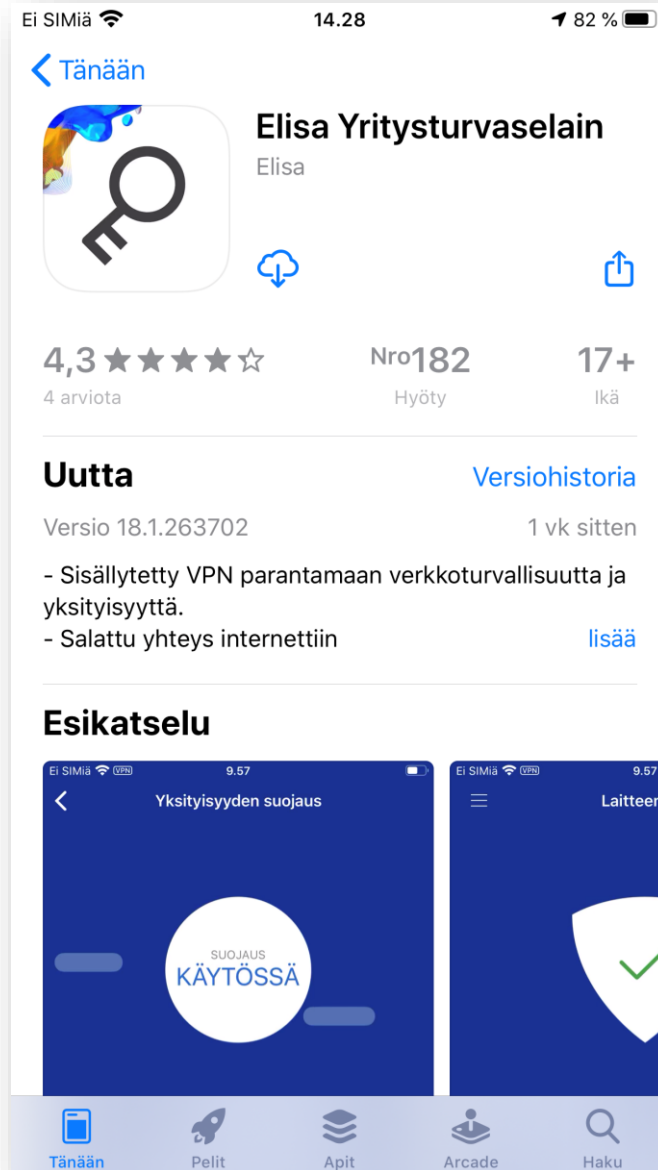 Ei SIMiä 14.28 82 %
Tänään
Elisa Yritysturvaselain
Elisa
4,3 Nro182 17+
4 arviota Hyöty Ikä
Uutta Versiohistoria
Versio 18.1.263702 1 vk sitten
- Sisällytetty VPN parantamaan verkkoturvallisuutta ja
yksityisyyttä.
- Salattu yhteys internettiin lisää
Esikatselu
Ei SIMiä VPN 9.57
Yksityisyyden suojaus
SUOJAUS
KÄYTÖSSÄ
Ei SIMiä VPN 9.57
Laitteen
Tänään Pelit Apit Arcade Haku